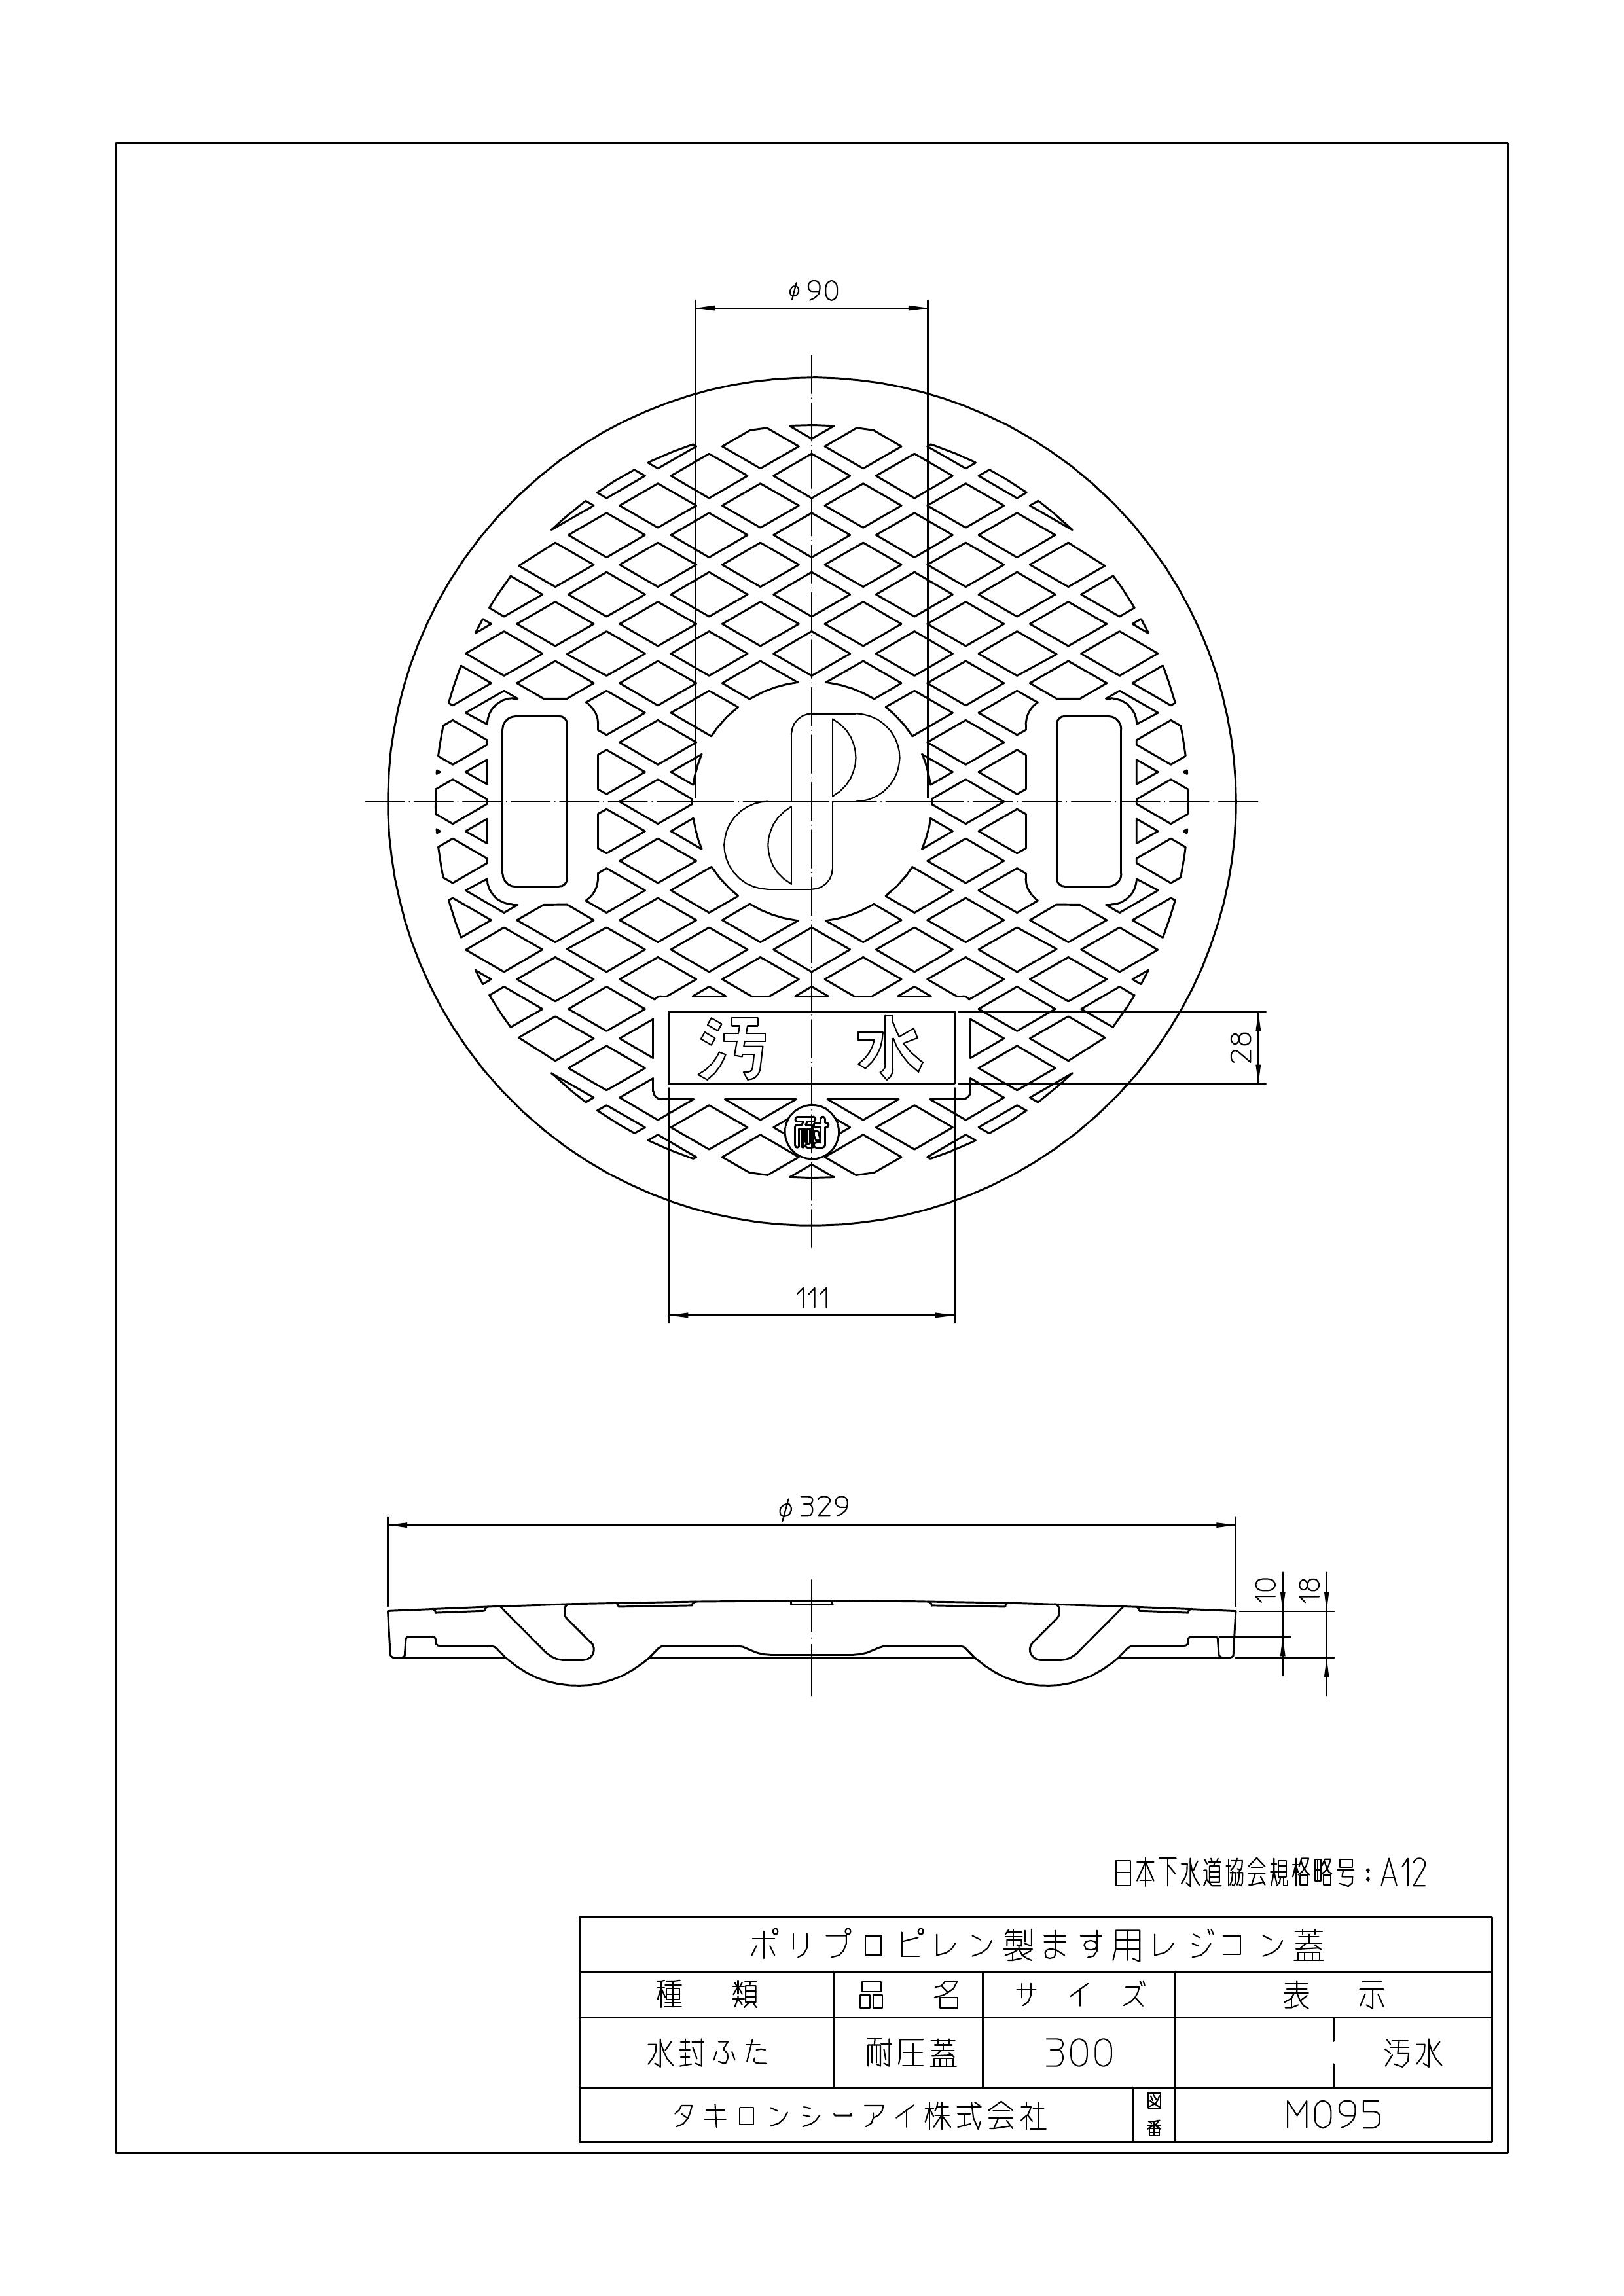 φ90
汚 水
28
耐
111
φ329
10
18
日本下水道協会規格略号：A12
ポリプロピレン製ます用レジコン蓋
種 類 品 名 サ イ ズ 表 示
水封ふた 耐圧蓋 300 汚水
タキロンシーアイ株式会社 図番 M095